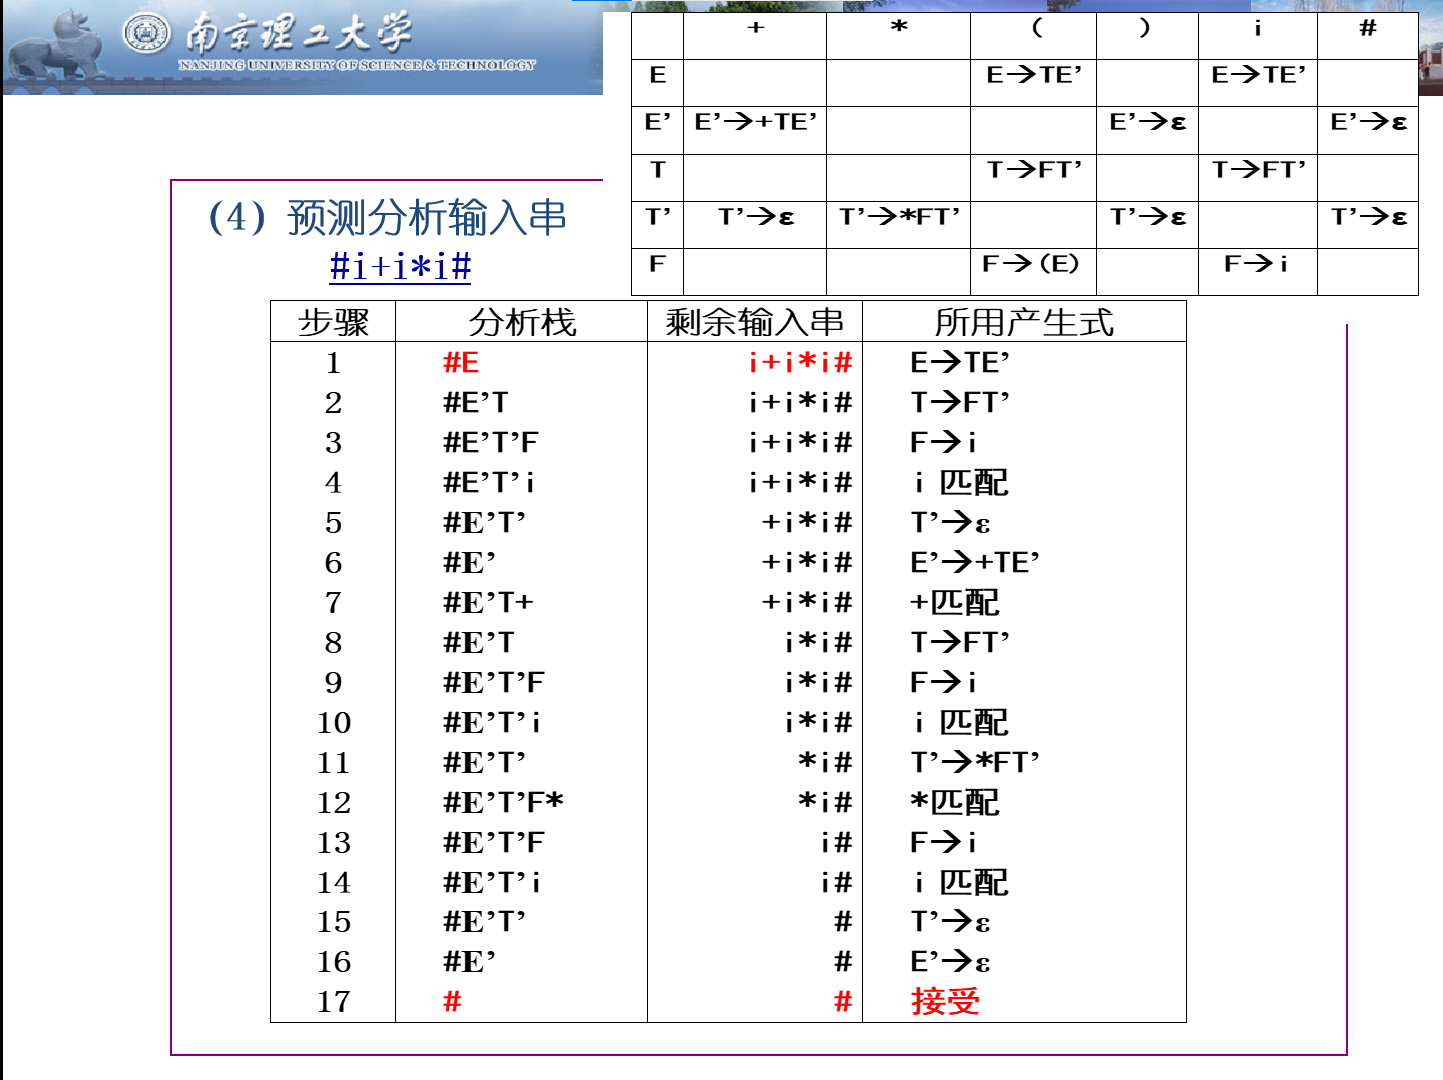 南京理工大学
NANJING UNIVERSITY OF SCIENCE & TECHNOLOGY
+ * ( ) i #
E E→TE’ E→TE’
E’ E’→+TE’ E’→ε E’→ε
T T→FT’ T→FT’
T’ T’→ε T’→*FT’ T’→ε T’→ε
F F→(E) F→i
（4）预测分析输入串
#i+i*i#
步骤 分析栈 剩余输入串 所用产生式
1 #E i+i*i# E→TE’
2 #E’T i+i*i# T→FT’
3 #E’T’F i+i*i# F→i
4 #E’T’i i+i*i# i 匹配
5 #E’T’ +i*i# T’→ε
6 #E’ +i*i# E’→+TE’
7 #E’T+ +i*i# +匹配
8 #E’T i*i# T→FT’
9 #E’T’F i*i# F→i
10 #E’T’i i*i# i 匹配
11 #E’T’ *i# T’→*FT’
12 #E’T’F* *i# *匹配
13 #E’T’F i# F→i
14 #E’T’i i# i 匹配
15 #E’T’ # T’→ε
16 #E’ # E’→ε
17 # # 接受